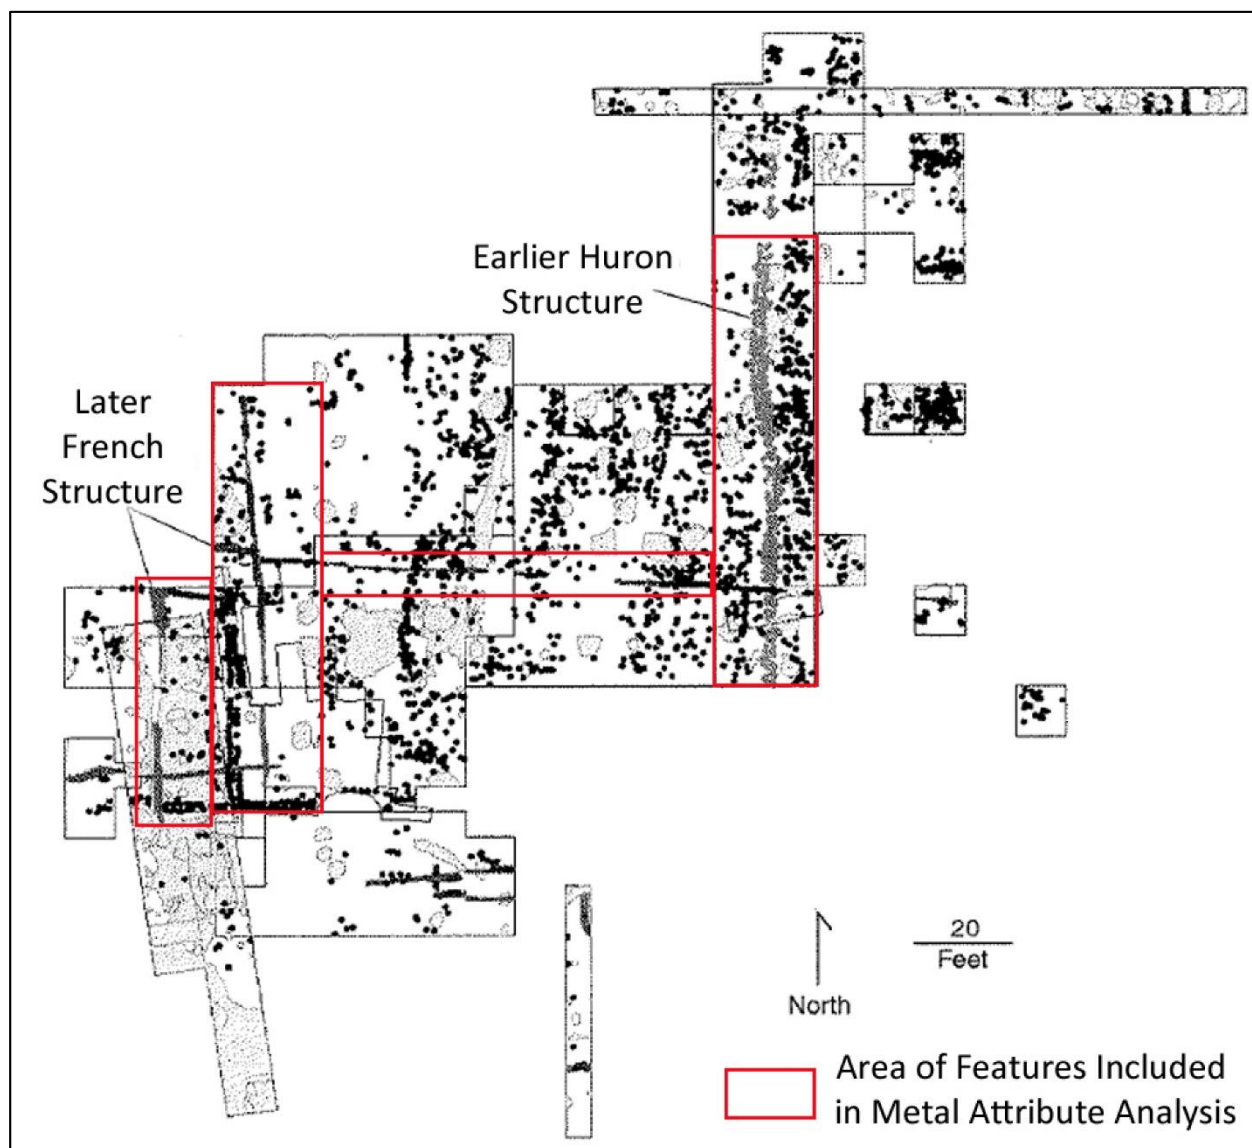 Earlier Huron
Structure
Later
French
Structure
20
Feet
North
Area of Features Included
in Metal Attribute Analysis